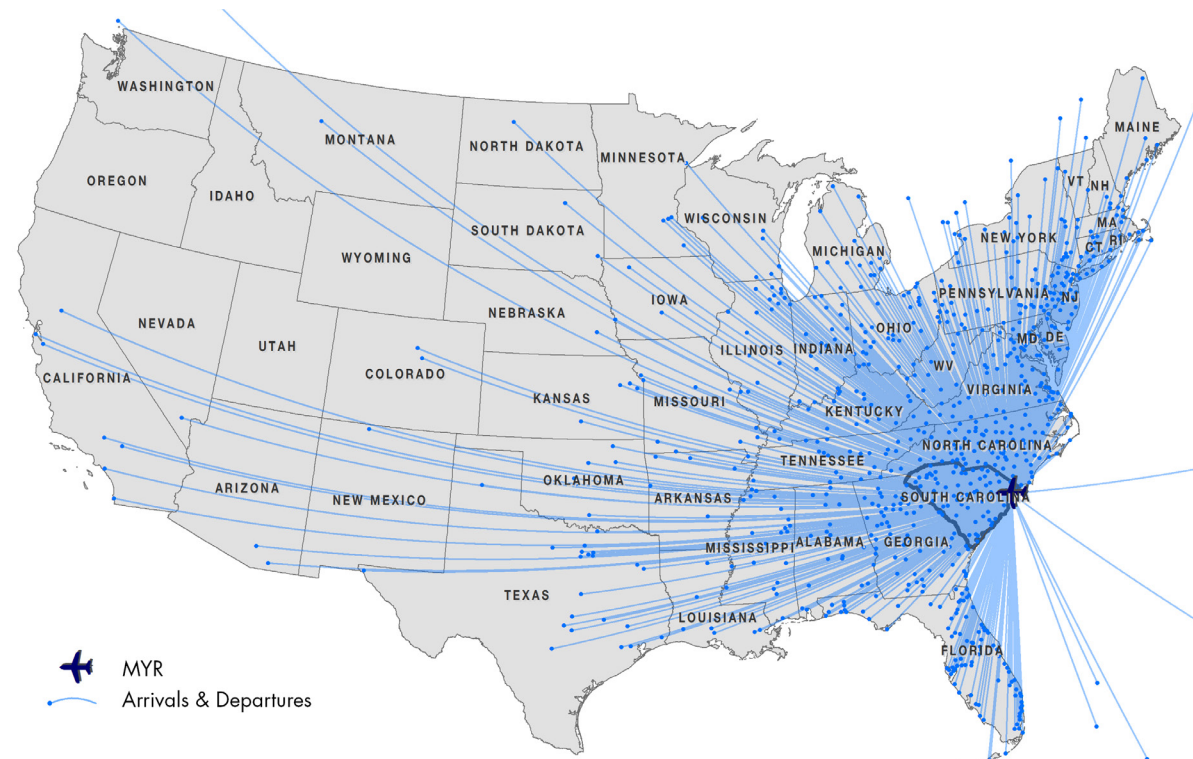 WASHINGTON
MAINE
MONTANA
NORTH DAKOTA
MINNESOTA
OREGON
VT
NH
IDAHO
WISCONSIN
MA
SOUTH DAKOTA
NEW YORK
CT
RI
WYOMING
MICHIGAN
IOWA
PENNSYLVANIA
NJ
NEBRASKA
NEVADA
OHIO
UTAH
ILLINOIS
INDIANA
MD
DE
CALIFORNIA
COLORADO
WV
KANSAS
MISSOURI
VIRGINIA
KENTUCKY
NORTH CAROLINA
TENNESSEE
ARIZONA
NEW MEXICO
OKLAHOMA
ARKANSAS
SOUTH CAROLINA
MISSISSIPPI
ALABAMA
GEORGIA
TEXAS
LOUISIANA
FLORIDA
MYR
Arrivals & Departures